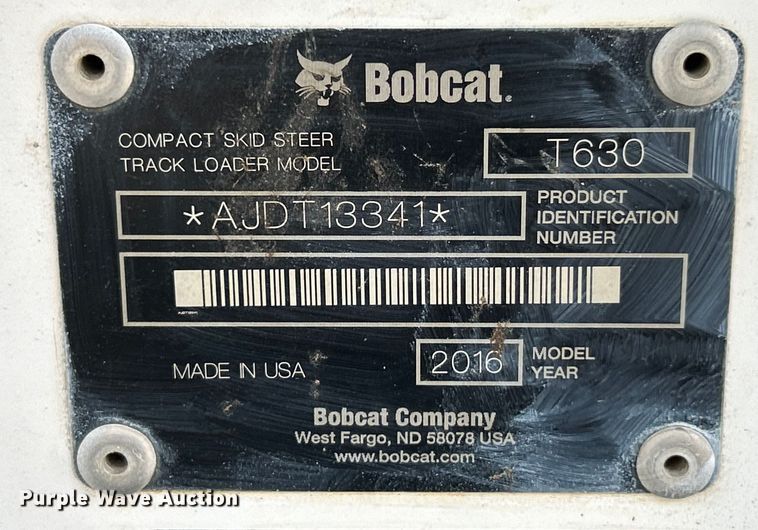 Bobcat.
COMPACT SKID STEER
TRACK LOADER MODEL
T630
*AJDT13341*
PRODUCT
IDENTIFICATION
NUMBER
MADE IN USA
2016
MODEL
YEAR
Bobcat Company
West Fargo, ND 58078 USA
www.bobcat.com
Purple Wave Auction